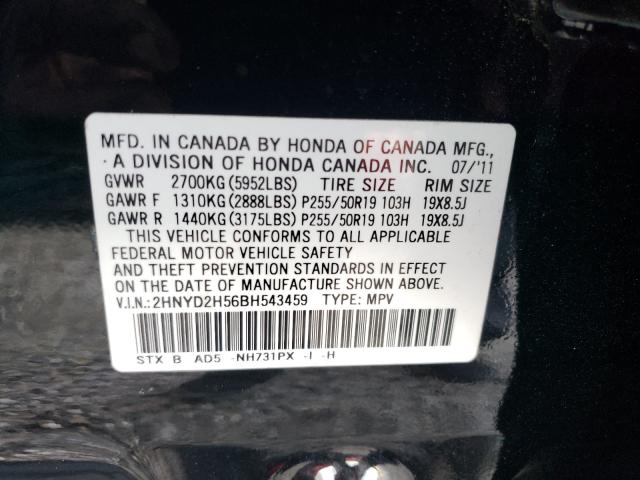 MFD. IN CANADA BY HONDA OF CANADA MFG.,
A DIVISION OF HONDA CANADA INC. 07/'11
GVWR 2700KG(5952LBS) TIRE SIZE RIM SIZE
GAWR F 1310KG(2888LBS) P255/50R19 103H 19X8.5J
GAWR R 1440KG(3175LBS) P255/50R19 103H 19X8.5J
THIS VEHICLE CONFORMS TO ALL APPLICABLE
FEDERAL MOTOR VEHICLE SAFETY
AND THEFT PREVENTION STANDARDS IN EFFECT
ON THE DATE OF MANUFACTURE SHOWN ABOVE.
V.I.N.:2HNYD2H56BH543459 TYPE: MPV
STX B AD5 -NH731PX -I -H